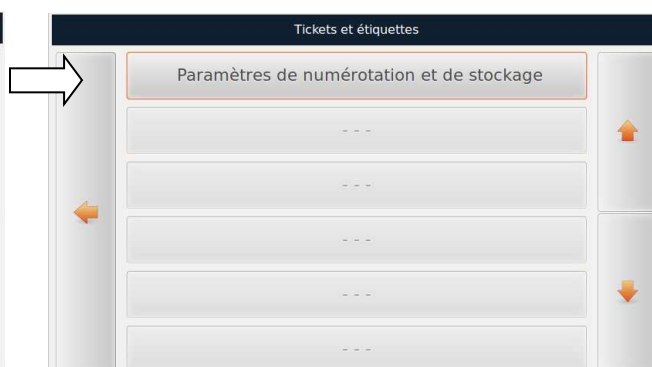 Tickets et étiquettes
Paramètres de numérotation et de stockage
- - -
- - -
- - -
- - -
- - -